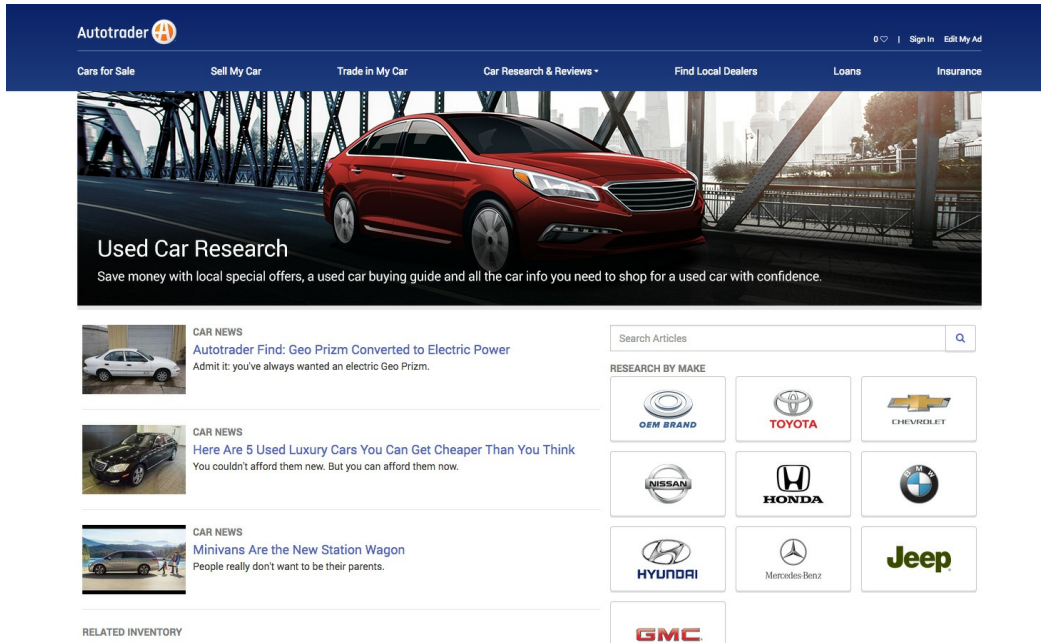 Autotrader
0 | Sign In Edit My Ad
Cars for Sale Sell My Car Trade in My Car Car Research & Reviews Find Local Dealers Loans Insurance
Used Car Research
Save money with local special offers, a used car buying guide and all the car info you need to shop for a used car with confidence.
CAR NEWS
Autotrader Find: Geo Prizm Converted to Electric Power
Admit it: you've always wanted an electric Geo Prizm.
CAR NEWS
Here Are 5 Used Luxury Cars You Can Get Cheaper Than You Think
You couldn't afford them new. But you can afford them now.
CAR NEWS
Minivans Are the New Station Wagon
People really don't want to be their parents.
RELATED INVENTORY
Search Articles
RESEARCH BY MAKE
OEM BRAND TOYOTA CHEVROLET
NISSAN HONDA BMW
HYUNDAI Mercedes-Benz Jeep
GMC